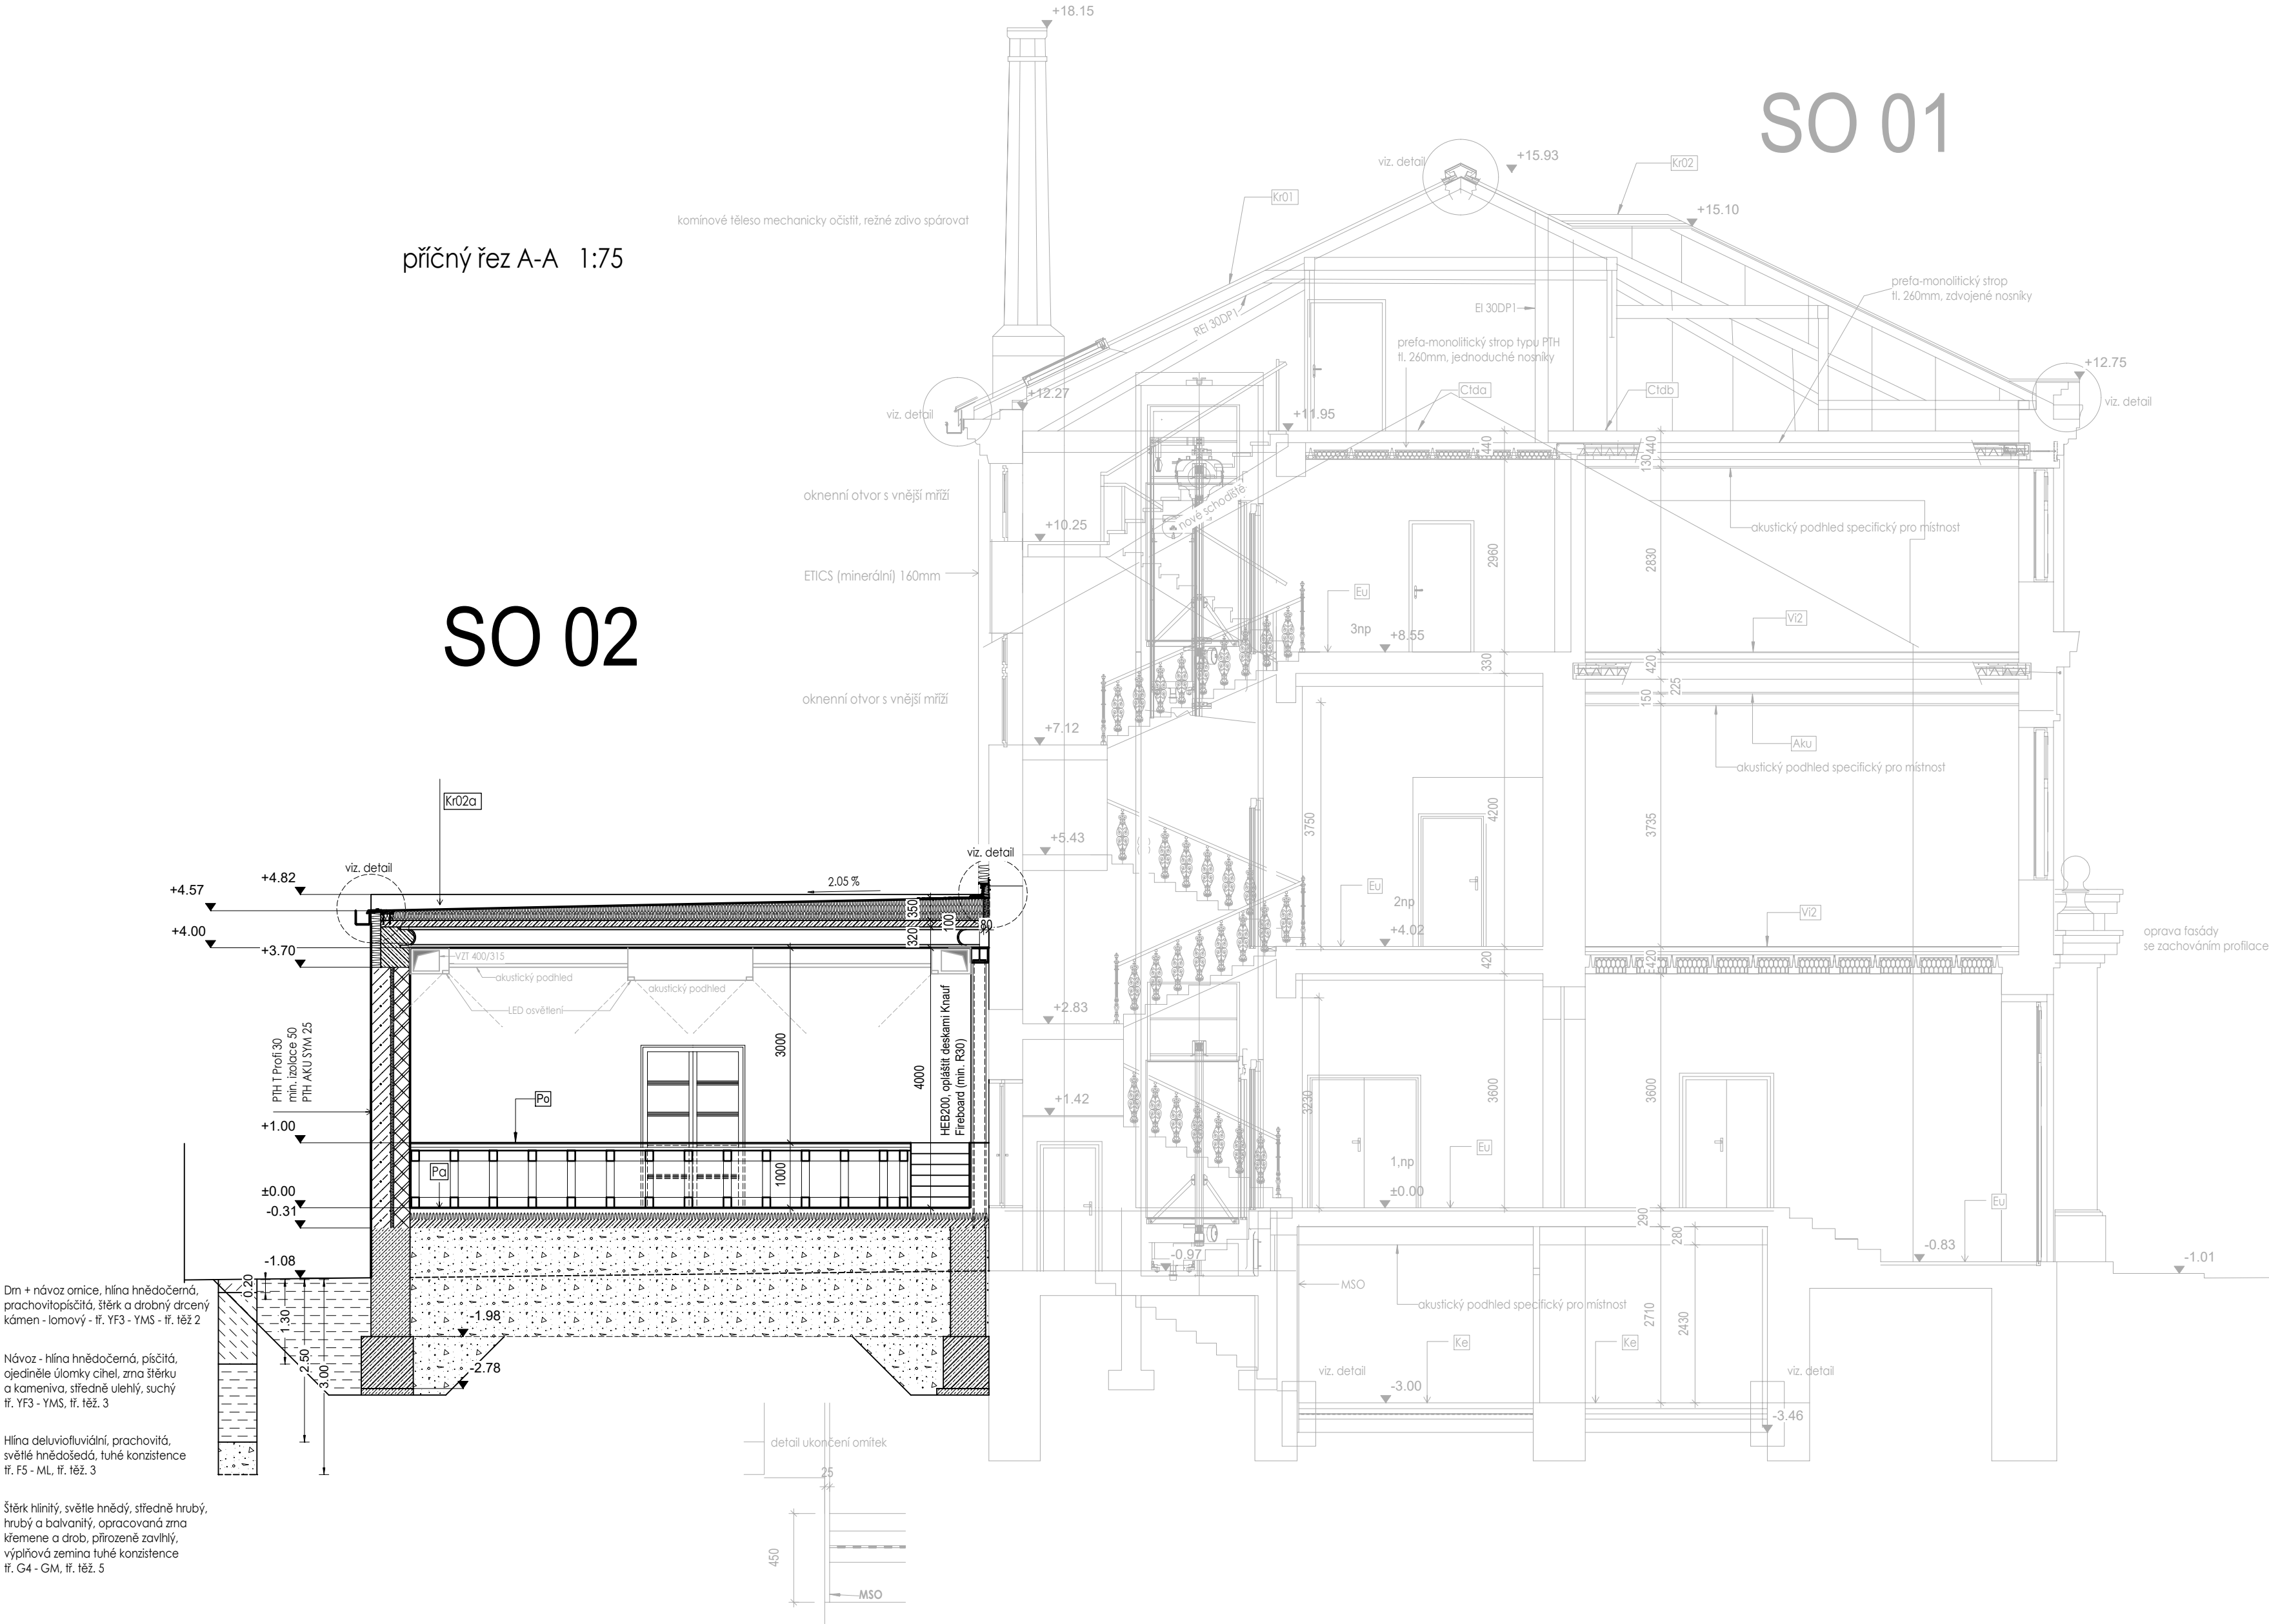 +18.15
SO 01
viz. detail
+15.93
Kr02
Kr01
+15.10
komínové těleso mechanicky očistit, režné zdivo spárovat
příčný řez A-A 1:75
prefa-monolitický strop
tl. 260mm, zdvojené nosníky
EI 30DP1
REI 30DP1
prefa-monolitický strop typu PTH
tl. 260mm, jednoduché nosníky
+12.75
viz. detail
Ctda
Ctdb
+12.27
viz. detail
+11.95
440
440
130
oknenní otvor s vnější mříží
nové schodiště
+10.25
akustický podhled specifický pro místnost
2960
2830
ETICS (minerální) 160mm
Eu
SO 02
Vi2
3np
+8.55
330
420
225
150
oknenní otvor s vnější mříží
+7.12
Aku
akustický podhled specifický pro místnost
Kr02a
3750
4200
3735
+5.43
viz. detail
viz. detail
2.05 %
+4.82
+4.57
Eu
2np
Vi2
350
100
80
320
+4.00
+4.02
+3.70
oprava fasády
se zachováním profilace
VZT 400/315
akustický podhled
akustický podhled
LED osvětlení
420
420
+2.83
PTH T Profi 30
min. izolace 50
PTH AKU SYM 25
3000
4000
HEB200, opláštit deskami Knauf
Fireboard (min. R30)
Po
+1.42
3230
3600
3600
+1.00
Eu
1,np
Pa
1000
±0.00
±0.00
-0.31
Eu
290
280
-0.97
-0.83
-1.01
-1.08
MSO
0.20
Drn + návoz ornice, hlína hnědočerná,
prachovitopísčitá, štěrk a drobný drcený
kámen - lomový - tř. YF3 - YMS - tř. těž 2
akustický podhled specifický pro místnost
1.30
-1.98
2710
2430
Ke
Ke
Návoz - hlína hnědočerná, písčitá,
ojediněle úlomky cihel, zrna štěrku
a kameniva, středně ulehlý, suchý
tř. YF3 - YMS, tř. těž. 3
2.50
3.00
-2.78
viz. detail
viz. detail
-3.00
-3.46
Hlína deluviofluviální, prachovitá,
světlé hnědošedá, tuhé konzistence
tř. F5 - ML, tř. těž. 3
detail ukončení omítek
25
Štěrk hlinitý, světle hnědý, středně hrubý,
hrubý a balvanitý, opracovaná zrna
křemene a drob, přirozeně zavlhlý,
výplňová zemina tuhé konzistence
tř. G4 - GM, tř. těž. 5
450
MSO